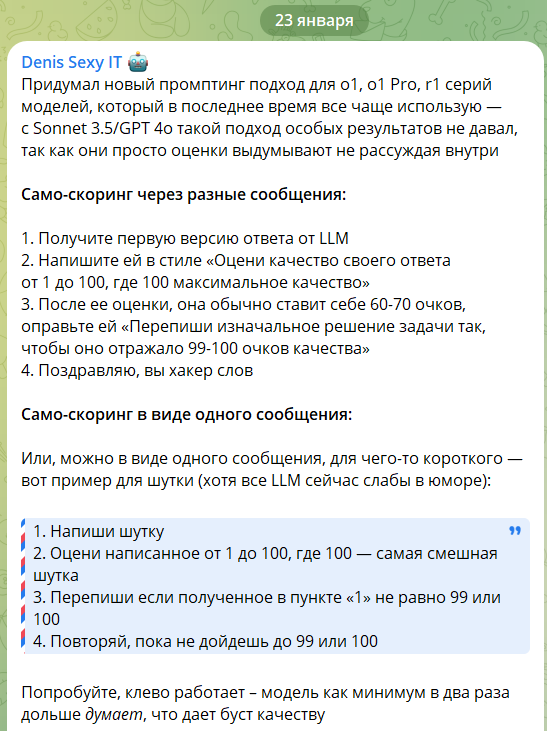 23 января
Denis Sexy IT 🤖
Придумал новый промптинг подход для o1, o1 Pro, r1 серий
моделей, который в последнее время все чаще использую —
с Sonnet 3.5/GPT 4o такой подход особых результатов не давал,
так как они просто оценки выдумывают не рассуждая внутри
Само-скоринг через разные сообщения:
1. Получите первую версию ответа от LLM
2. Напишите ей в стиле «Оцени качество своего ответа
от 1 до 100, где 100 максимальное качество»
3. После ее оценки, она обычно ставит себе 60-70 очков,
оправьте ей «Перепиши изначальное решение задачи так,
чтобы оно отражало 99-100 очков качества»
4. Поздравляю, вы хакер слов
Само-скоринг в виде одного сообщения:
Или, можно в виде одного сообщения, для чего-то короткого —
вот пример для шутки (хотя все LLM сейчас слабы в юморе):
1. Напиши шутку
2. Оцени написанное от 1 до 100, где 100 — самая смешная
шутка
3. Перепиши если полученное в пункте «1» не равно 99 или
100
4. Повторяй, пока не дойдешь до 99 или 100
Попробуйте, клево работает – модель как минимум в два раза
дольше думает, что дает буст качеству